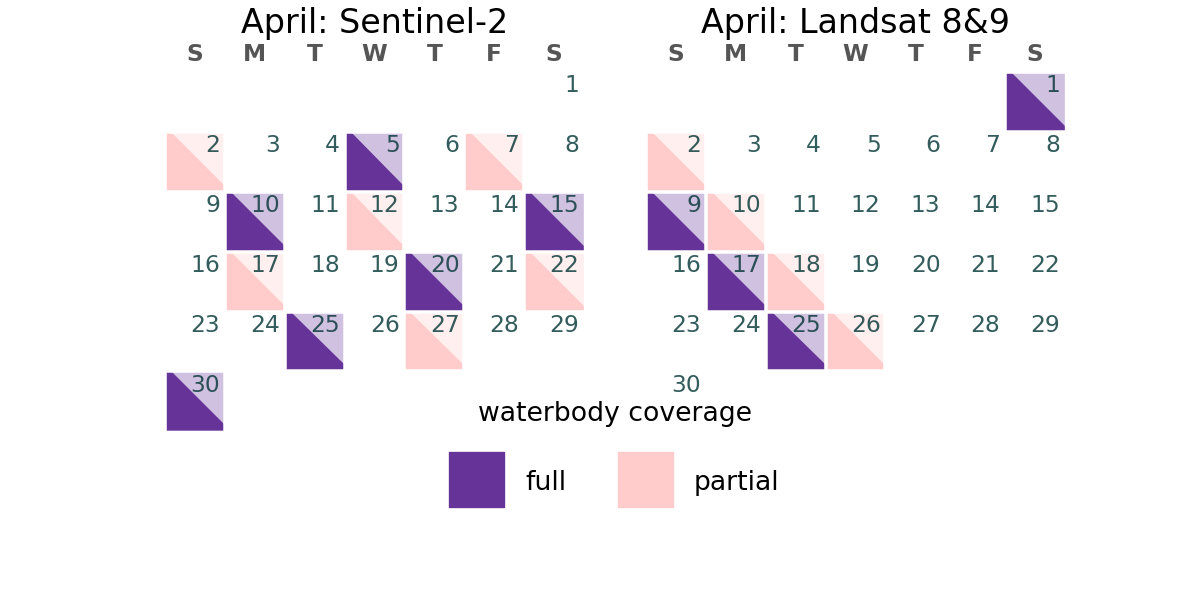 April: Sentinel-2
S M T W T F S
1
2 3 4 5 6 7 8
9 10 11 12 13 14 15
16 17 18 19 20 21 22
23 24 25 26 27 28 29
30
April: Landsat 8&9
S M T W T F S
1
2 3 4 5 6 7 8
9 10 11 12 13 14 15
16 17 18 19 20 21 22
23 24 25 26 27 28 29
30
waterbody coverage
full partial